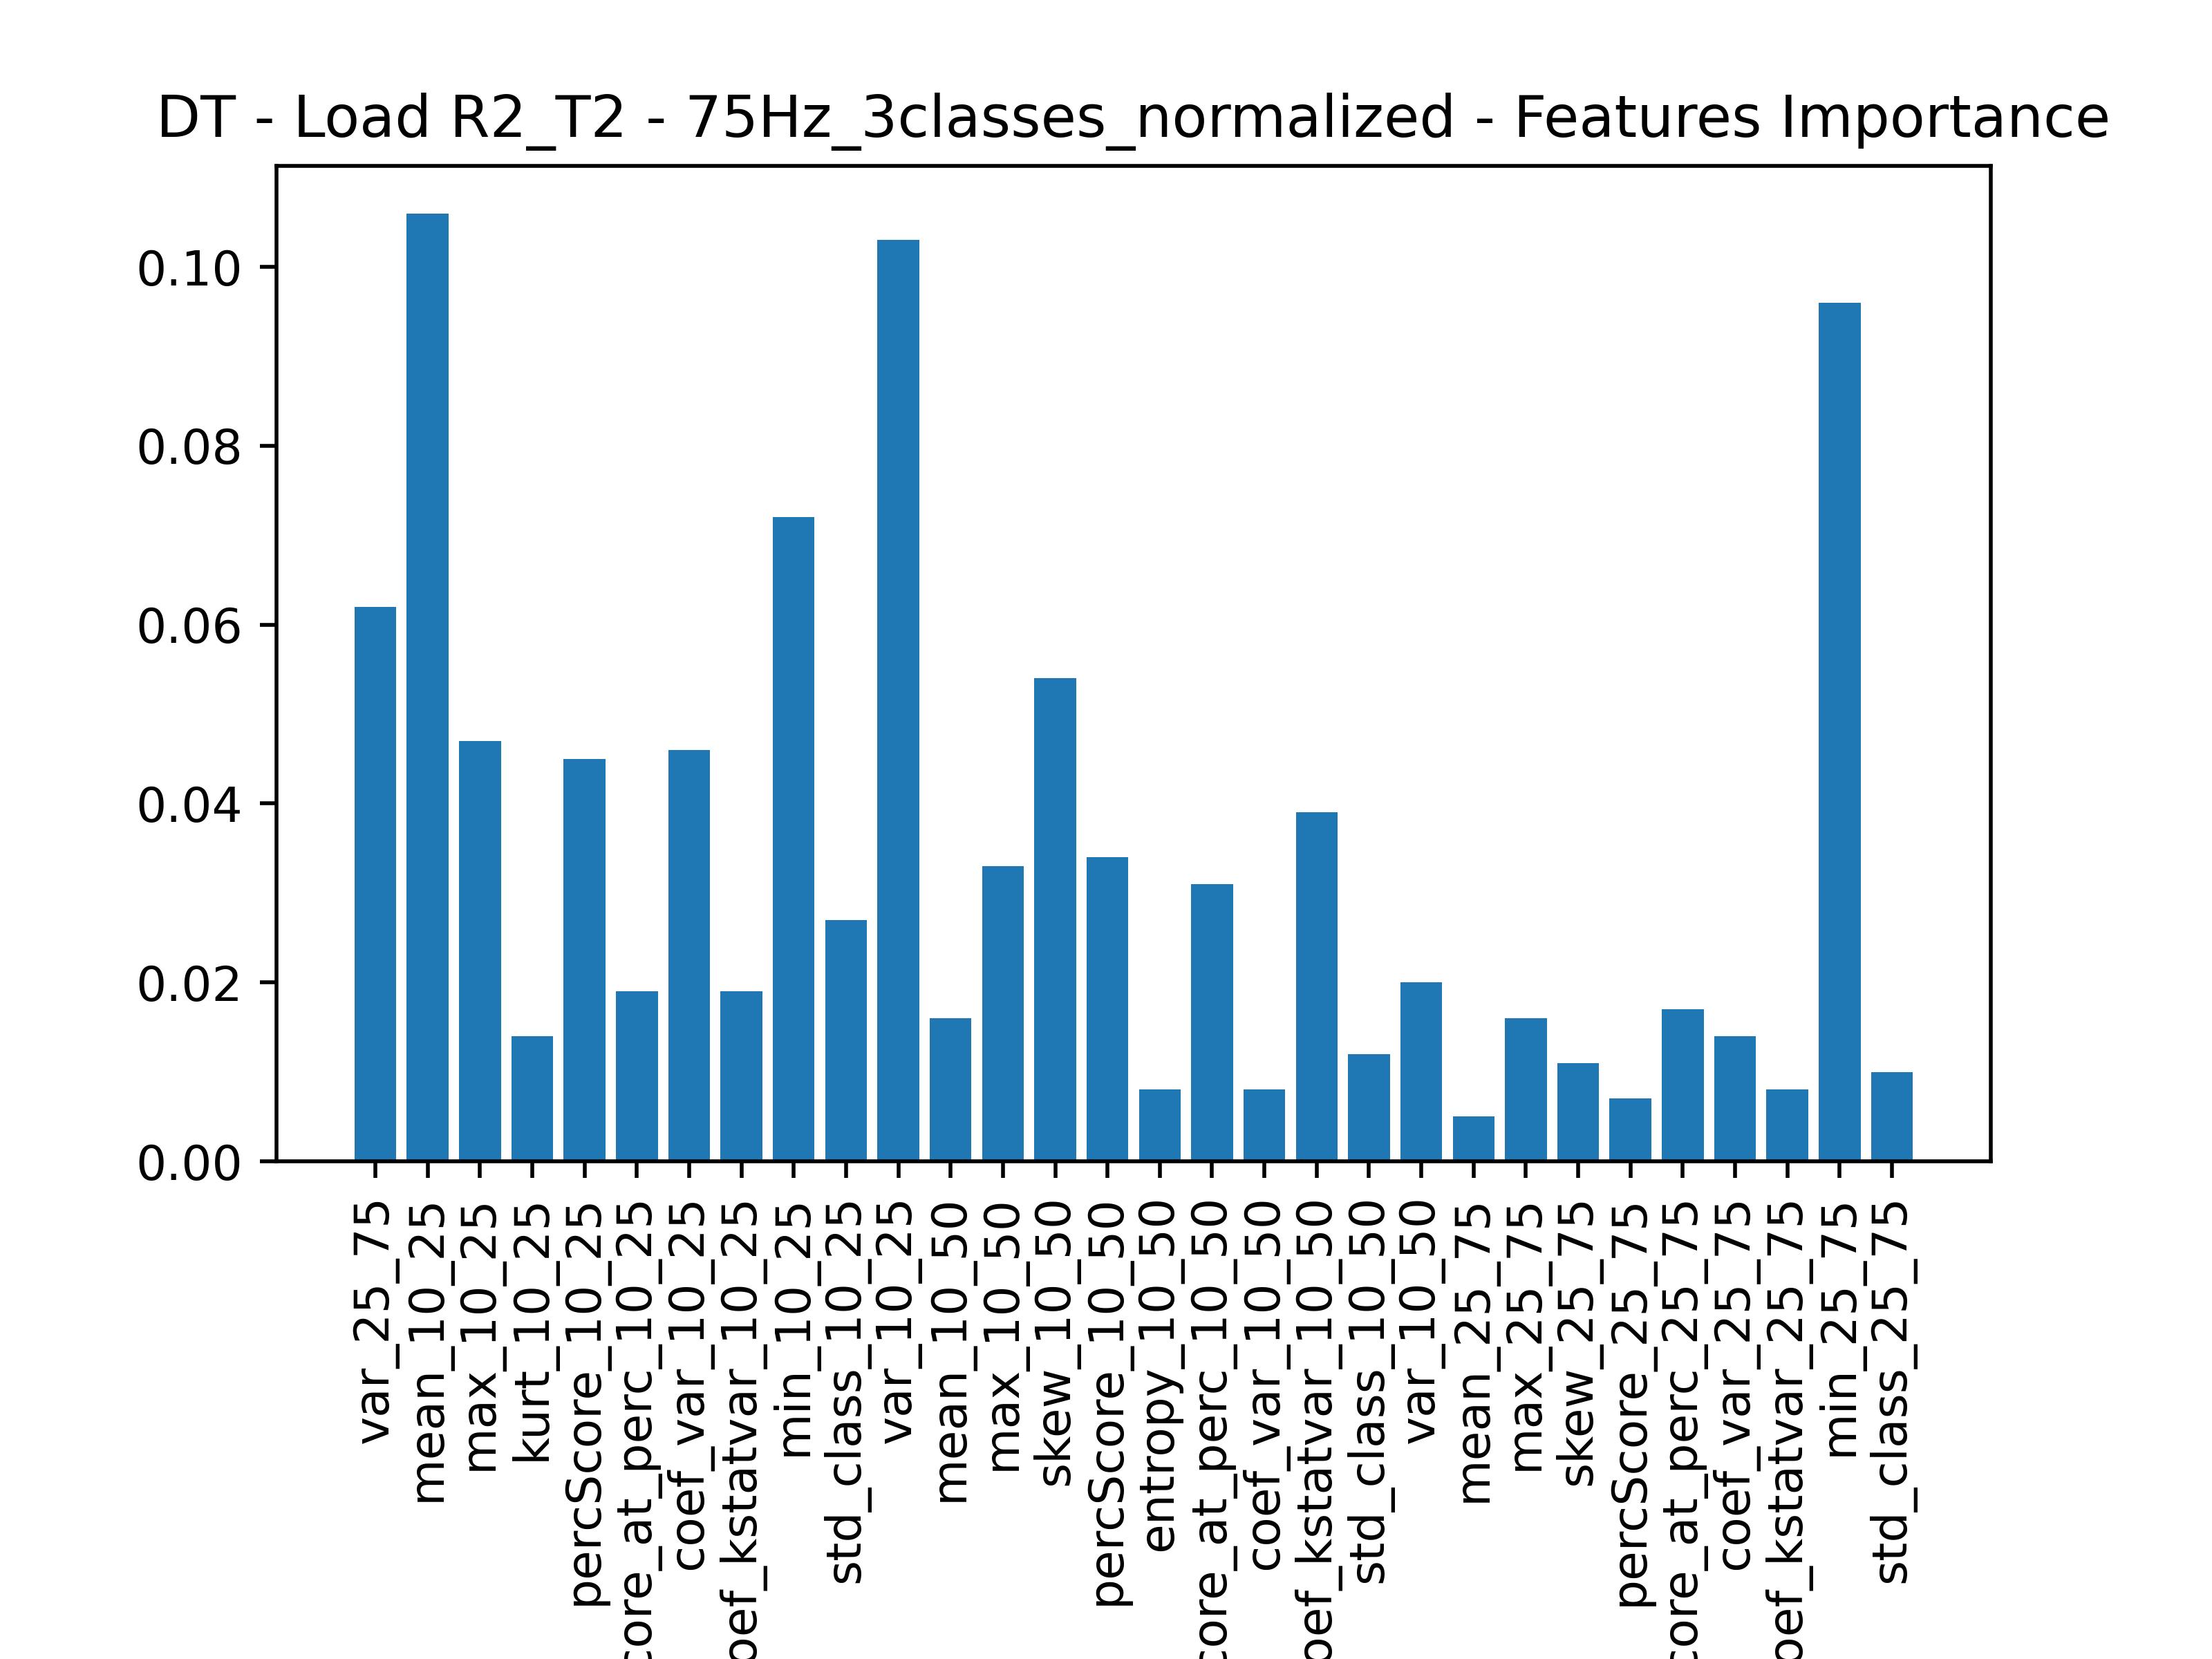 DT - Load R2_T2 - 75Hz_3classes_normalized - Features Importance
0.10
0.08
0.06
0.04
0.02
0.00
var_25_75
mean_10_25
max_10_25
kurt_10_25
percScore_10_25
core_at_perc_10_25
coef_var_10_25
oef_kstatvar_10_25
min_10_25
std_class_10_25
var_10_25
mean_10_50
max_10_50
skew_10_50
percScore_10_50
entropy_10_50
core_at_perc_10_50
coef_var_10_50
oef_kstatvar_10_50
std_class_10_50
var_10_50
mean_25_75
max_25_75
skew_25_75
percScore_25_75
core_at_perc_25_75
coef_var_25_75
oef_kstatvar_25_75
min_25_75
std_class_25_75